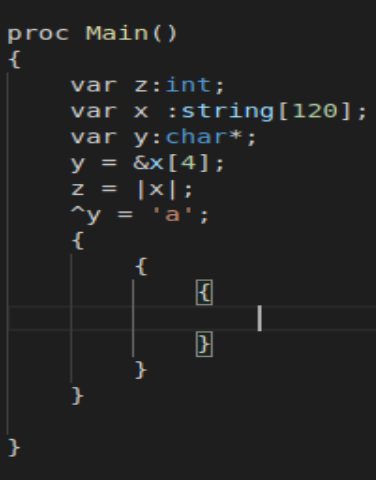 proc Main()
{
    var z:int;
    var x :string[120];
    var y:char*;
    y = &x[4];
    z = |x|;
    ^y = 'a';
    {
        {
            {

            }
        }
    }

}